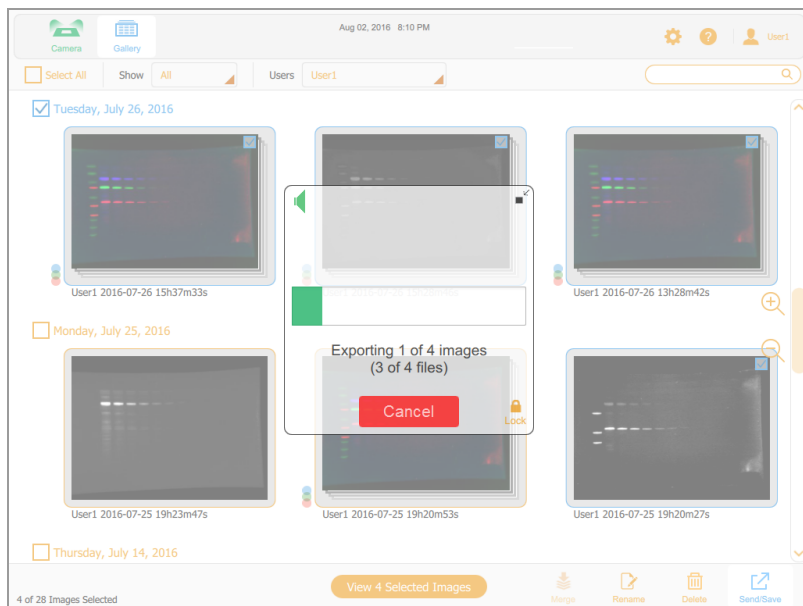 Aug 02, 2016 8:10 PM
Camera
Gallery
User1
Select All
Show
All
Users
User1
Tuesday, July 26, 2016
User1 2016-07-26 15h37m33s
User1 2016-07-26
User1 2016-07-26 13h28m42s
Monday, July 25, 2016
Exporting 1 of 4 images
(3 of 4 files)
Cancel
Lock
User1 2016-07-25 19h23m47s
User1 2016-07-25 19h20m53s
User1 2016-07-25 19h20m27s
Thursday, July 14, 2016
View 4 Selected Images
4 of 28 Images Selected
Merge
Rename
Delete
Send/Save